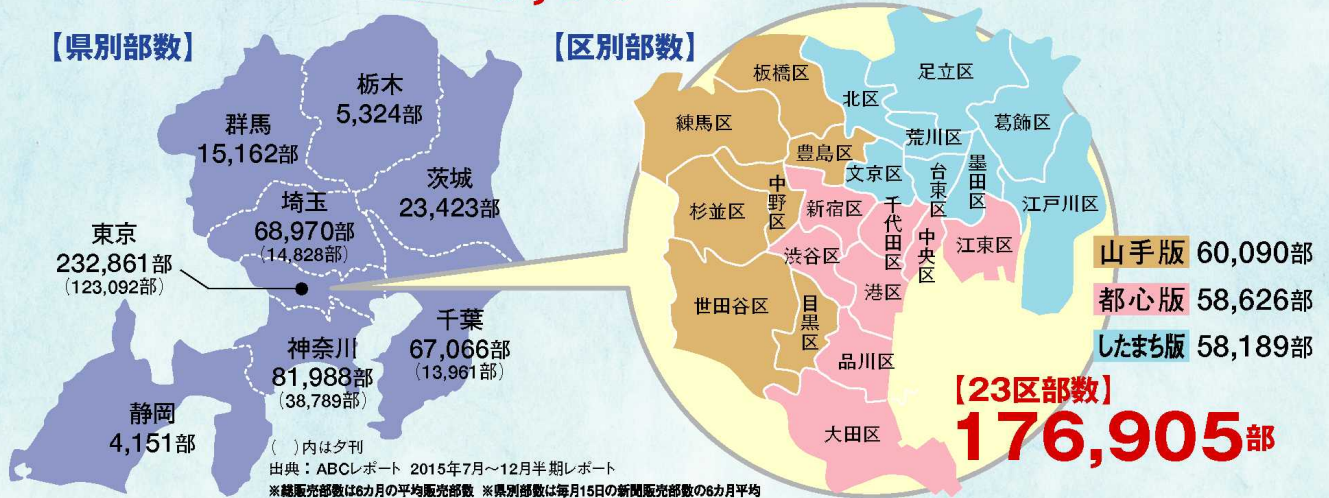 【県別部数】
栃木
5,324部
群馬
15,162部
茨城
23,423部
埼玉
68,970部
(14,828部)
東京
232,861部
(123,092部)
千葉
67,066部
(13,961部)
神奈川
81,988部
(38,789部)
静岡
4,151部
(　)内は夕刊
出典：ABCレポート 2015年7月～12月半期レポート
※総販売部数は6カ月の平均販売部数 ※県別部数は毎月15日の新聞販売部数の6カ月平均
【区別部数】
板橋区
北区
足立区
練馬区
荒川区
葛飾区
豊島区
文京区
台東区
墨田区
江戸川区
杉並区
中野区
新宿区
千代田区
中央区
江東区
渋谷区
港区
世田谷区
目黒区
品川区
大田区
山手版 60,090部
都心版 58,626部
したまち版 58,189部
【23区部数】
176,905部